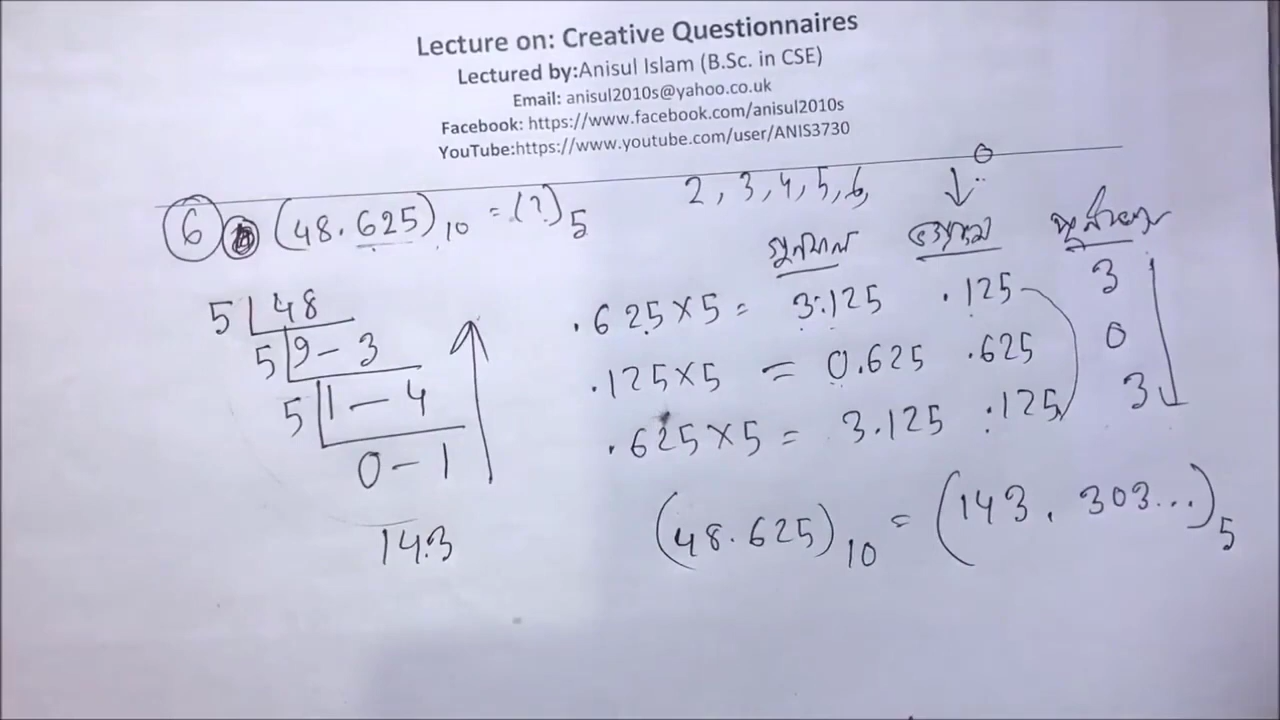 Lecture on: Creative Questionnaires
Lectured by:Anisul Islam (B.Sc. in CSE)
Email: anisul2010s@yahoo.co.uk
Facebook: https://www.facebook.com/anisul2010s
YouTube:https://www.youtube.com/user/ANIS3730
0
2, 3, 4, 5, 6,
6 (48.625)10 = (?)5
গুণফল ভগ্নাংশ পূর্ণাংশ
5 48
5 9 - 3
5 1 - 4
0 - 1
143
.625 × 5 = 3.125 .125 3
.125 × 5 = 0.625 .625 0
.625 × 5 = 3.125 .125 3
(48.625)10 = (143.303...)5